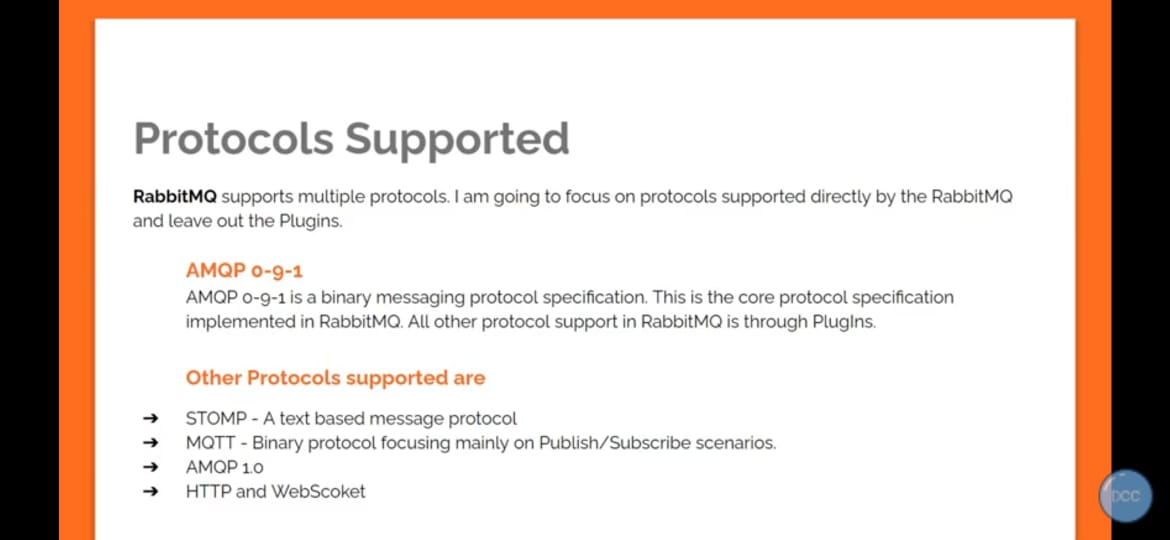 Protocols Supported
RabbitMQ supports multiple protocols. I am going to focus on protocols supported directly by the RabbitMQ
and leave out the Plugins.
AMQP 0-9-1
AMQP 0-9-1 is a binary messaging protocol specification. This is the core protocol specification
implemented in RabbitMQ. All other protocol support in RabbitMQ is through PlugIns.
Other Protocols supported are
➔ STOMP - A text based message protocol
➔ MQTT - Binary protocol focusing mainly on Publish/Subscribe scenarios.
➔ AMQP 1.0
➔ HTTP and WebScoket
DCC